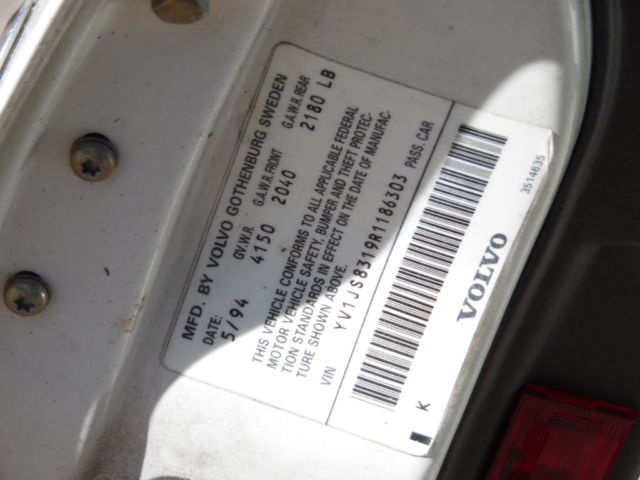 MFD. BY VOLVO GOTHENBURG SWEDEN
DATE: G.V.W.R. G.A.W.R.FRONT G.A.W.R.REAR
5/94 4150 2040 2180 LB
THIS VEHICLE CONFORMS TO ALL APPLICABLE FEDERAL
MOTOR VEHICLE SAFETY, BUMPER AND THEFT PROTEC-
TION STANDARDS IN EFFECT ON THE DATE OF MANUFAC-
TURE SHOWN ABOVE.
VIN YV1JS8319R1186303 PASS. CAR
K VOLVO 3514635